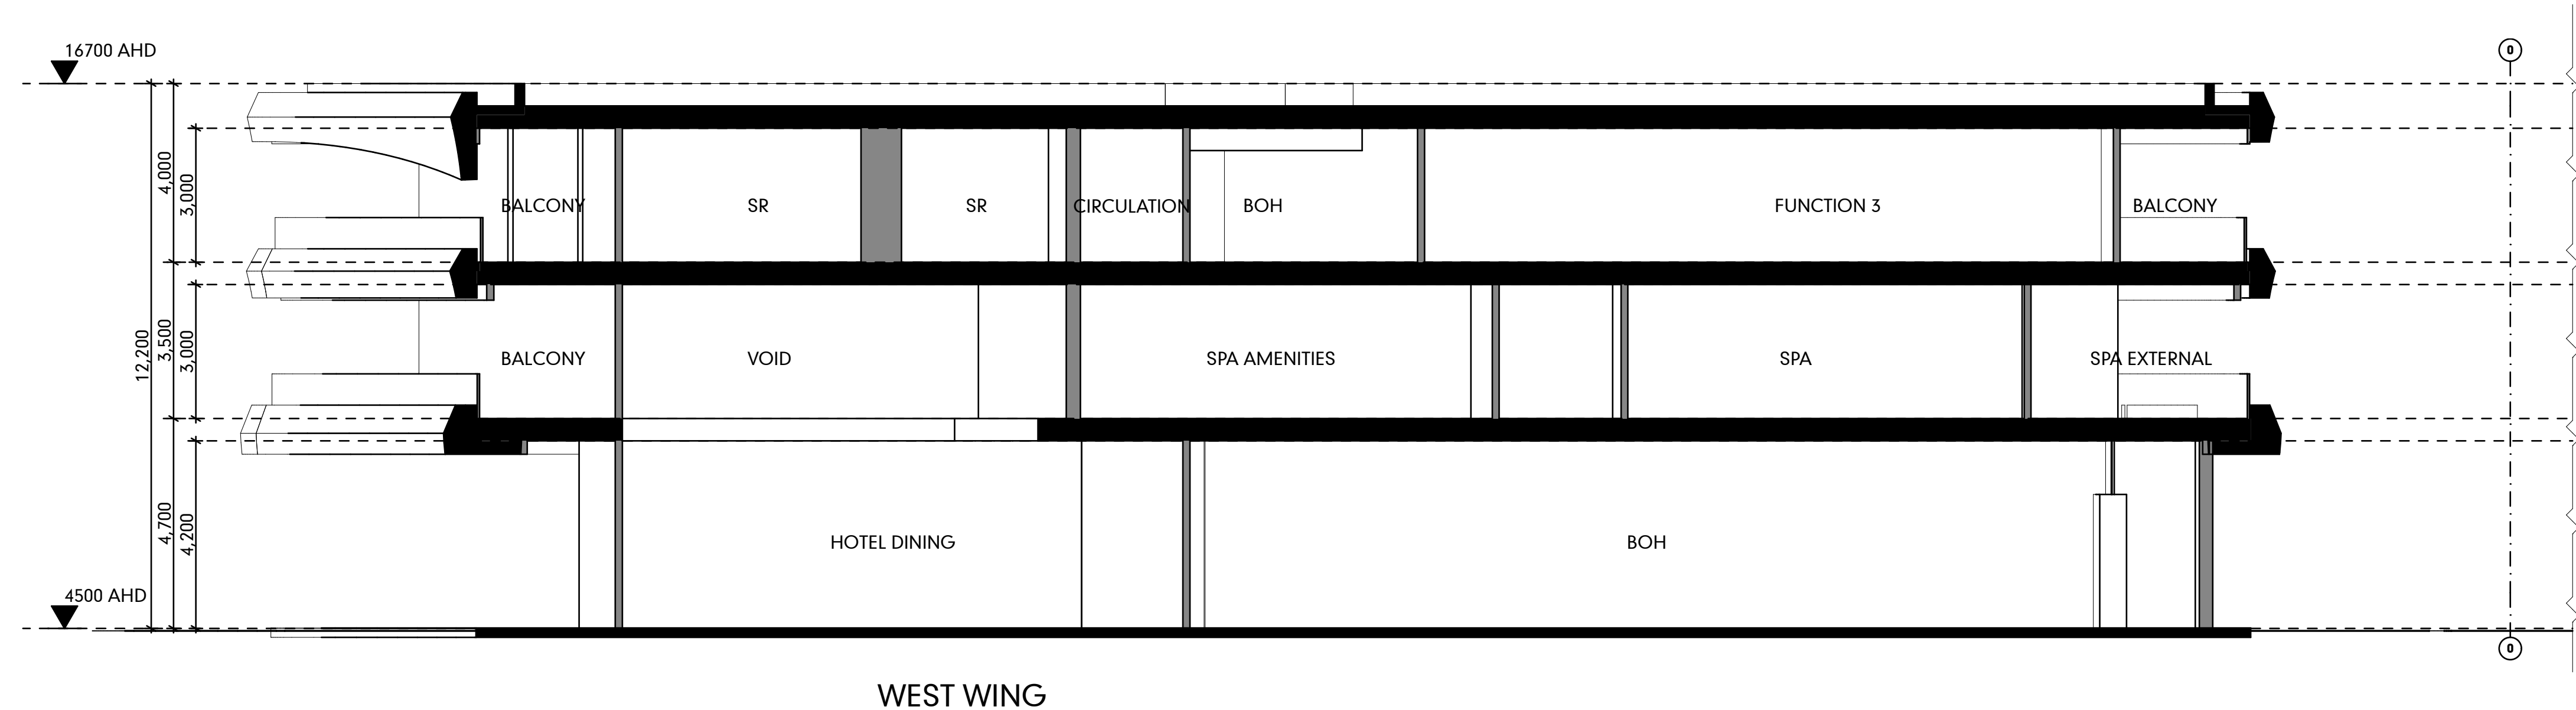 16700 AHD
0
4,000
3,000
BALCONY
SR
SR
CIRCULATION
BOH
FUNCTION 3
BALCONY
12,200
3,500
3,000
BALCONY
VOID
SPA AMENITIES
SPA
SPA EXTERNAL
4,700
4,200
HOTEL DINING
BOH
4500 AHD
0
WEST WING